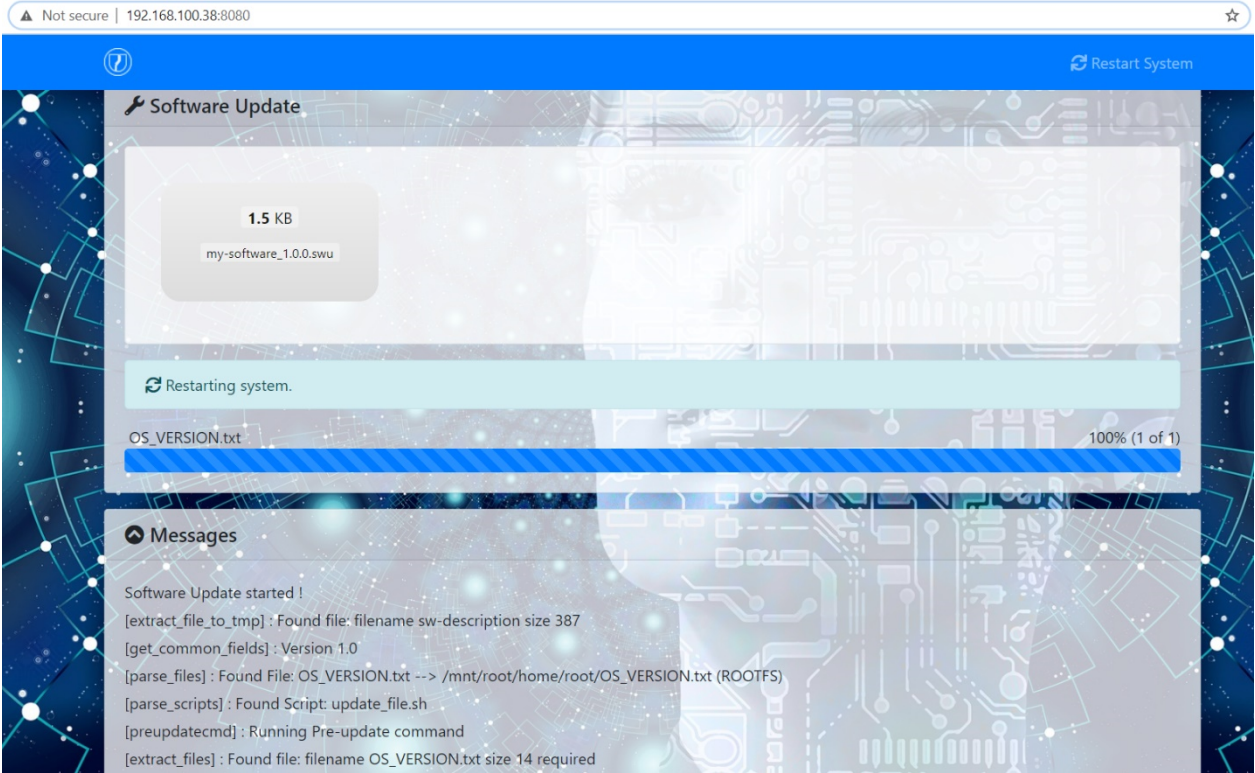 Not secure | 192.168.100.38:8080
Restart System
Software Update
1.5 KB
my-software_1.0.0.swu
Restarting system.
OS_VERSION.txt 100% (1 of 1)
Messages
Software Update started !
[extract_file_to_tmp] : Found file: filename sw-description size 387
[get_common_fields] : Version 1.0
[parse_files] : Found File: OS_VERSION.txt --> /mnt/root/home/root/OS_VERSION.txt (ROOTFS)
[parse_scripts] : Found Script: update_file.sh
[preupdatecmd] : Running Pre-update command
[extract_files] : Found file: filename OS_VERSION.txt size 14 required